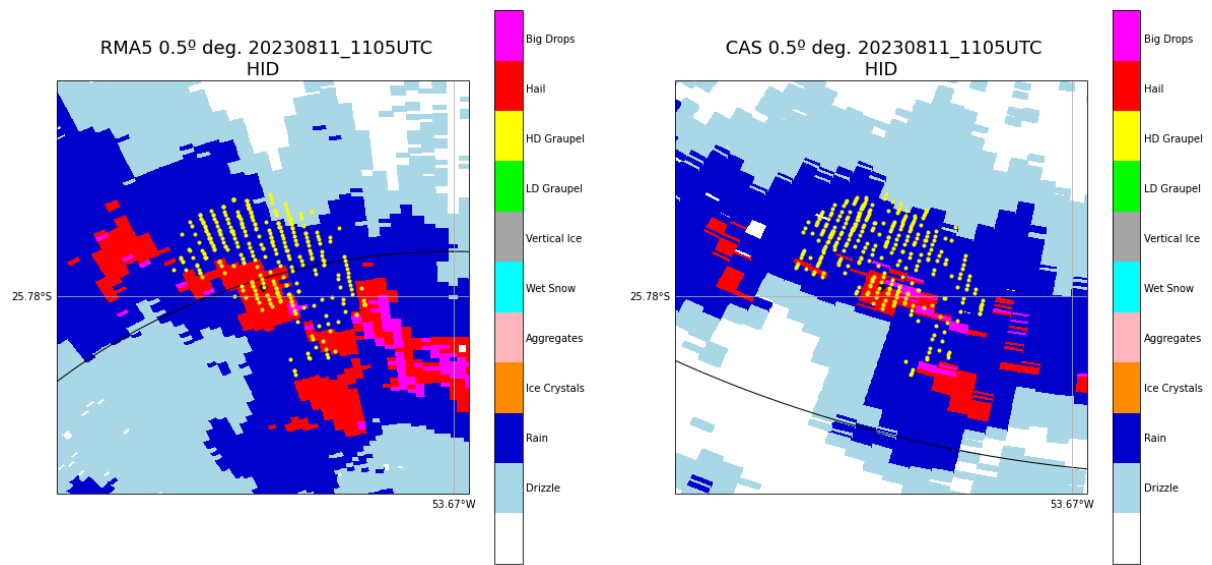 RMA5 0.5º deg. 20230811_1105UTC
HID
25.78°S
53.67°W
Big Drops
Hail
HD Graupel
LD Graupel
Vertical Ice
Wet Snow
Aggregates
Ice Crystals
Rain
Drizzle
CAS 0.5º deg. 20230811_1105UTC
HID
25.78°S
53.67°W
Big Drops
Hail
HD Graupel
LD Graupel
Vertical Ice
Wet Snow
Aggregates
Ice Crystals
Rain
Drizzle